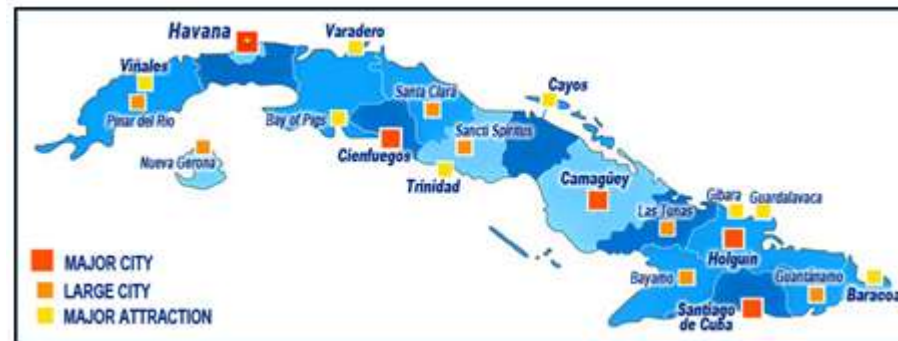 Havana
Varadero
Viñales
Cayos
Santa Clara
Pinar del Rio
Bay of Pigs
Sancti Spiritus
Nueva Gerona
Cienfuegos
Trinidad
Camagüey
Gibara
Guardalavaca
Las Tunas
Holguin
MAJOR CITY
LARGE CITY
MAJOR ATTRACTION
Bayamo
Guantánamo
Baracoa
Santiago
de Cuba